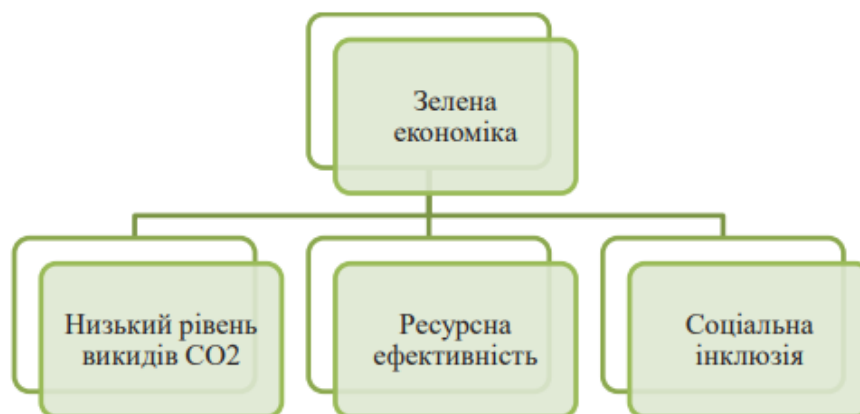 Зелена
економіка
Низький рівень
викидів СО2
Ресурсна
ефективність
Соціальна
інклюзія